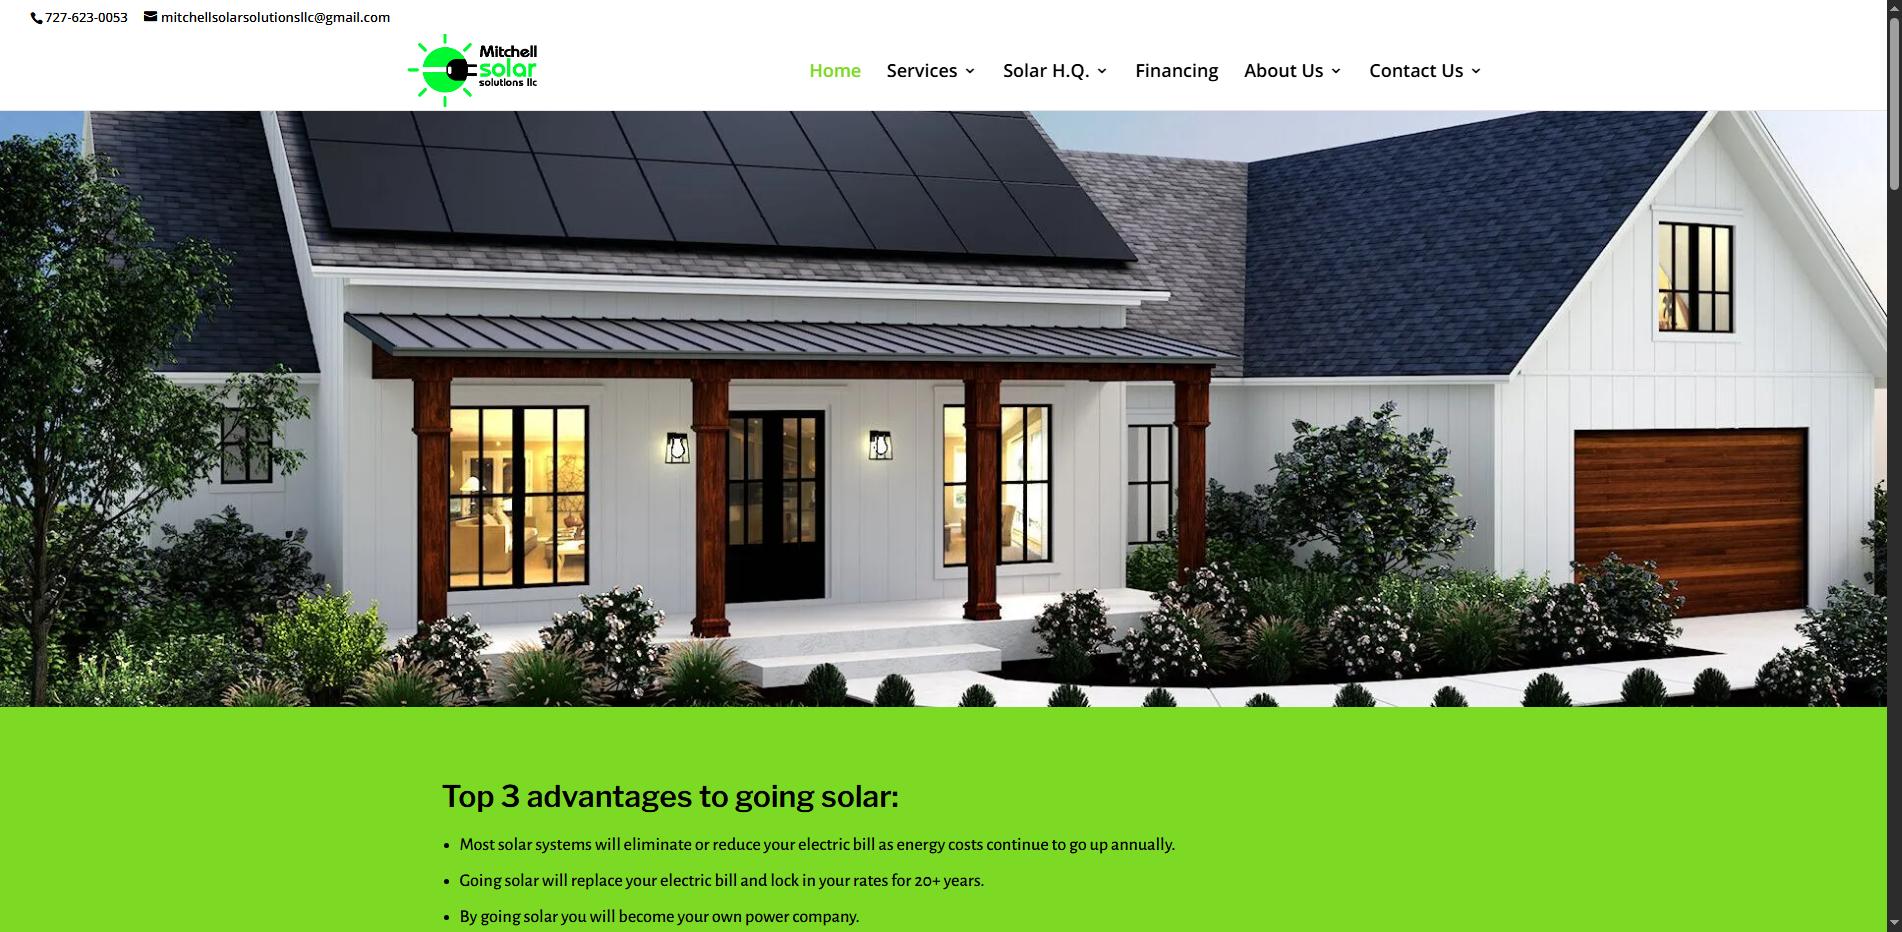 727-623-0053 mitchellsolarsolutionsllc@gmail.com
Mitchell
solar
solutions llc
Home Services Solar H.Q. Financing About Us Contact Us
Top 3 advantages to going solar:
• Most solar systems will eliminate or reduce your electric bill as energy costs continue to go up annually.
• Going solar will replace your electric bill and lock in your rates for 20+ years.
• By going solar you will become your own power company.